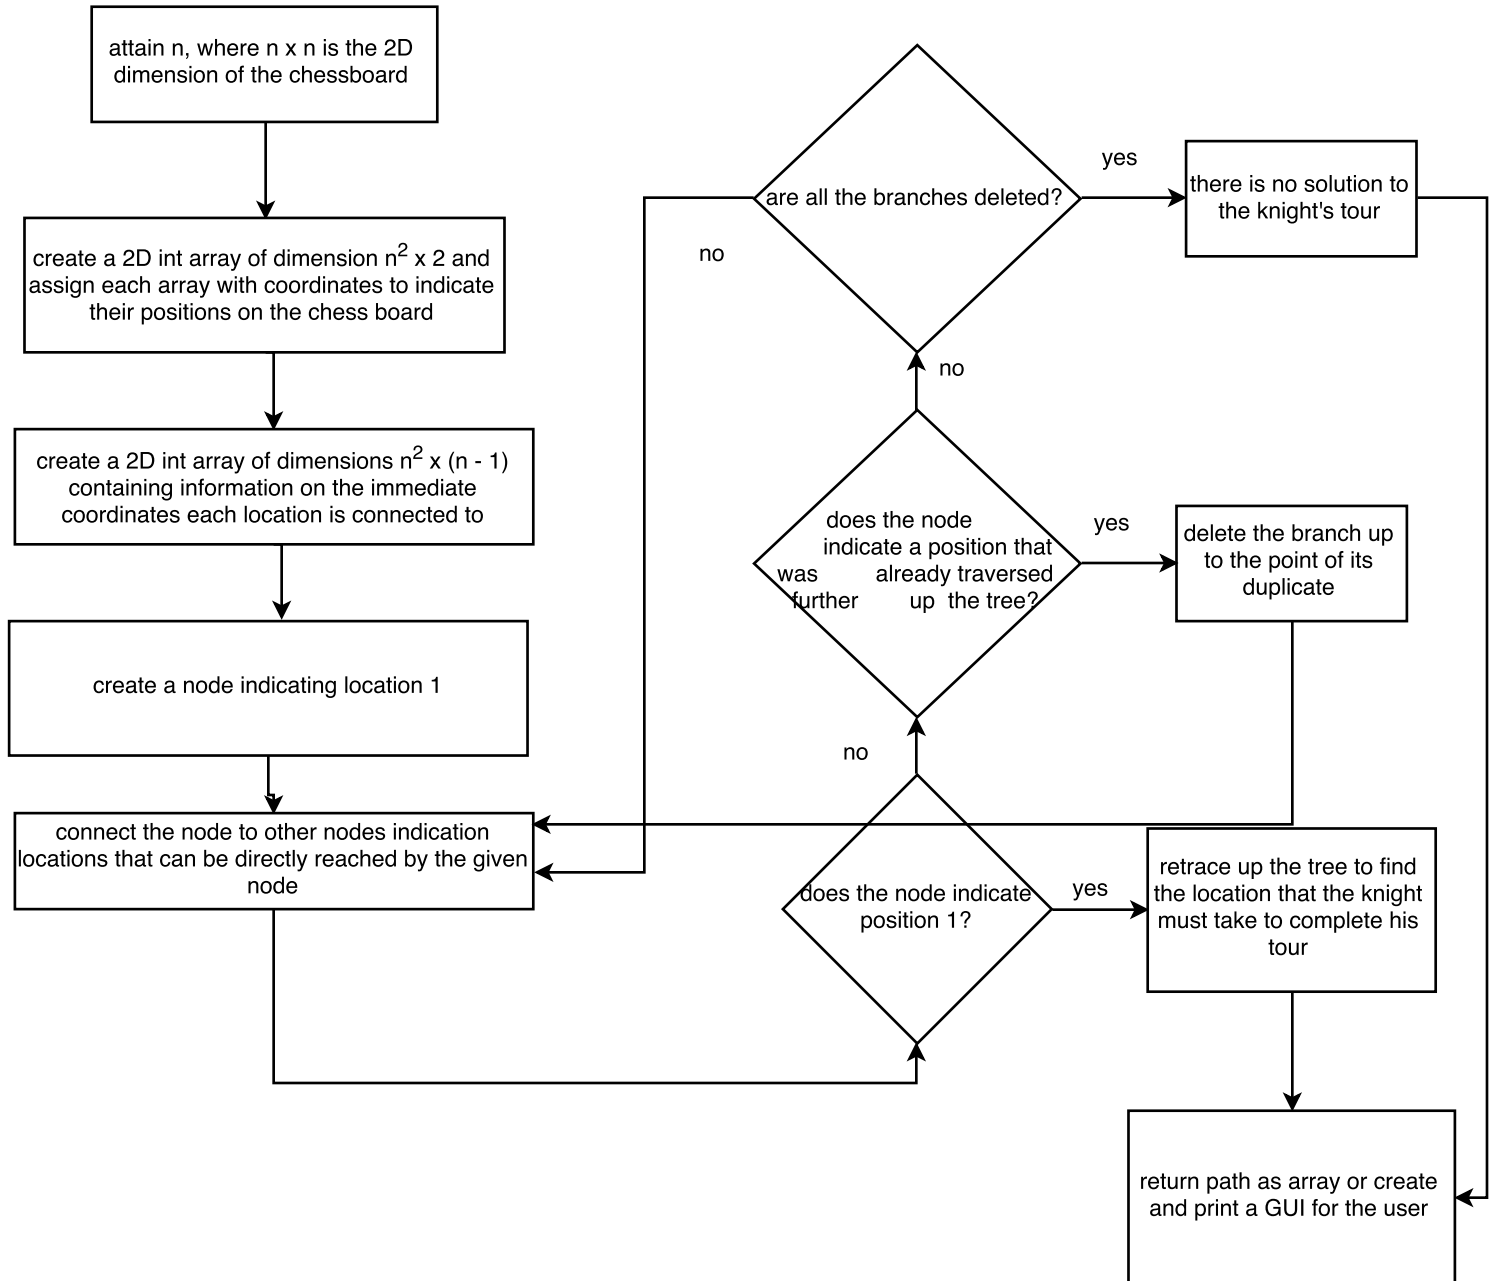 attain n, where n x n is the 2D
dimension of the chessboard
create a 2D int array of dimension n² x 2 and
assign each array with coordinates to indicate
their positions on the chess board
create a 2D int array of dimensions n² x (n - 1)
containing information on the immediate
coordinates each location is connected to
create a node indicating location 1
connect the node to other nodes indication
locations that can be directly reached by the given
node
does the node indicate
position 1?
yes
retrace up the tree to find
the location that the knight
must take to complete his
tour
no
does the node
indicate a position that
was already traversed
further up the tree?
yes
delete the branch up
to the point of its
duplicate
no
are all the branches deleted?
yes
there is no solution to
the knight's tour
no
return path as array or create
and print a GUI for the user